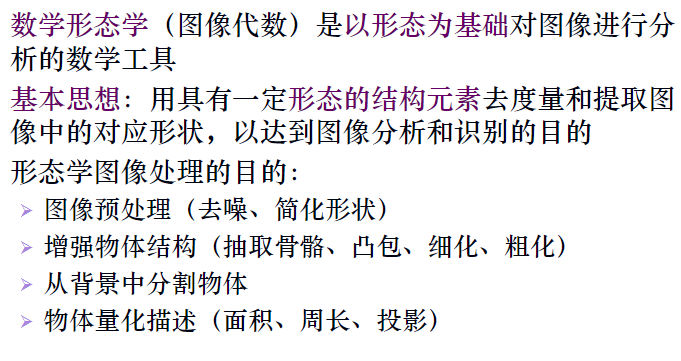 数学形态学（图像代数）是以形态为基础对图像进行分
析的数学工具
基本思想：用具有一定形态的结构元素去度量和提取图
像中的对应形状，以达到图像分析和识别的目的
形态学图像处理的目的：
➢ 图像预处理（去噪、简化形状）
➢ 增强物体结构（抽取骨骼、凸包、细化、粗化）
➢ 从背景中分割物体
➢ 物体量化描述（面积、周长、投影）